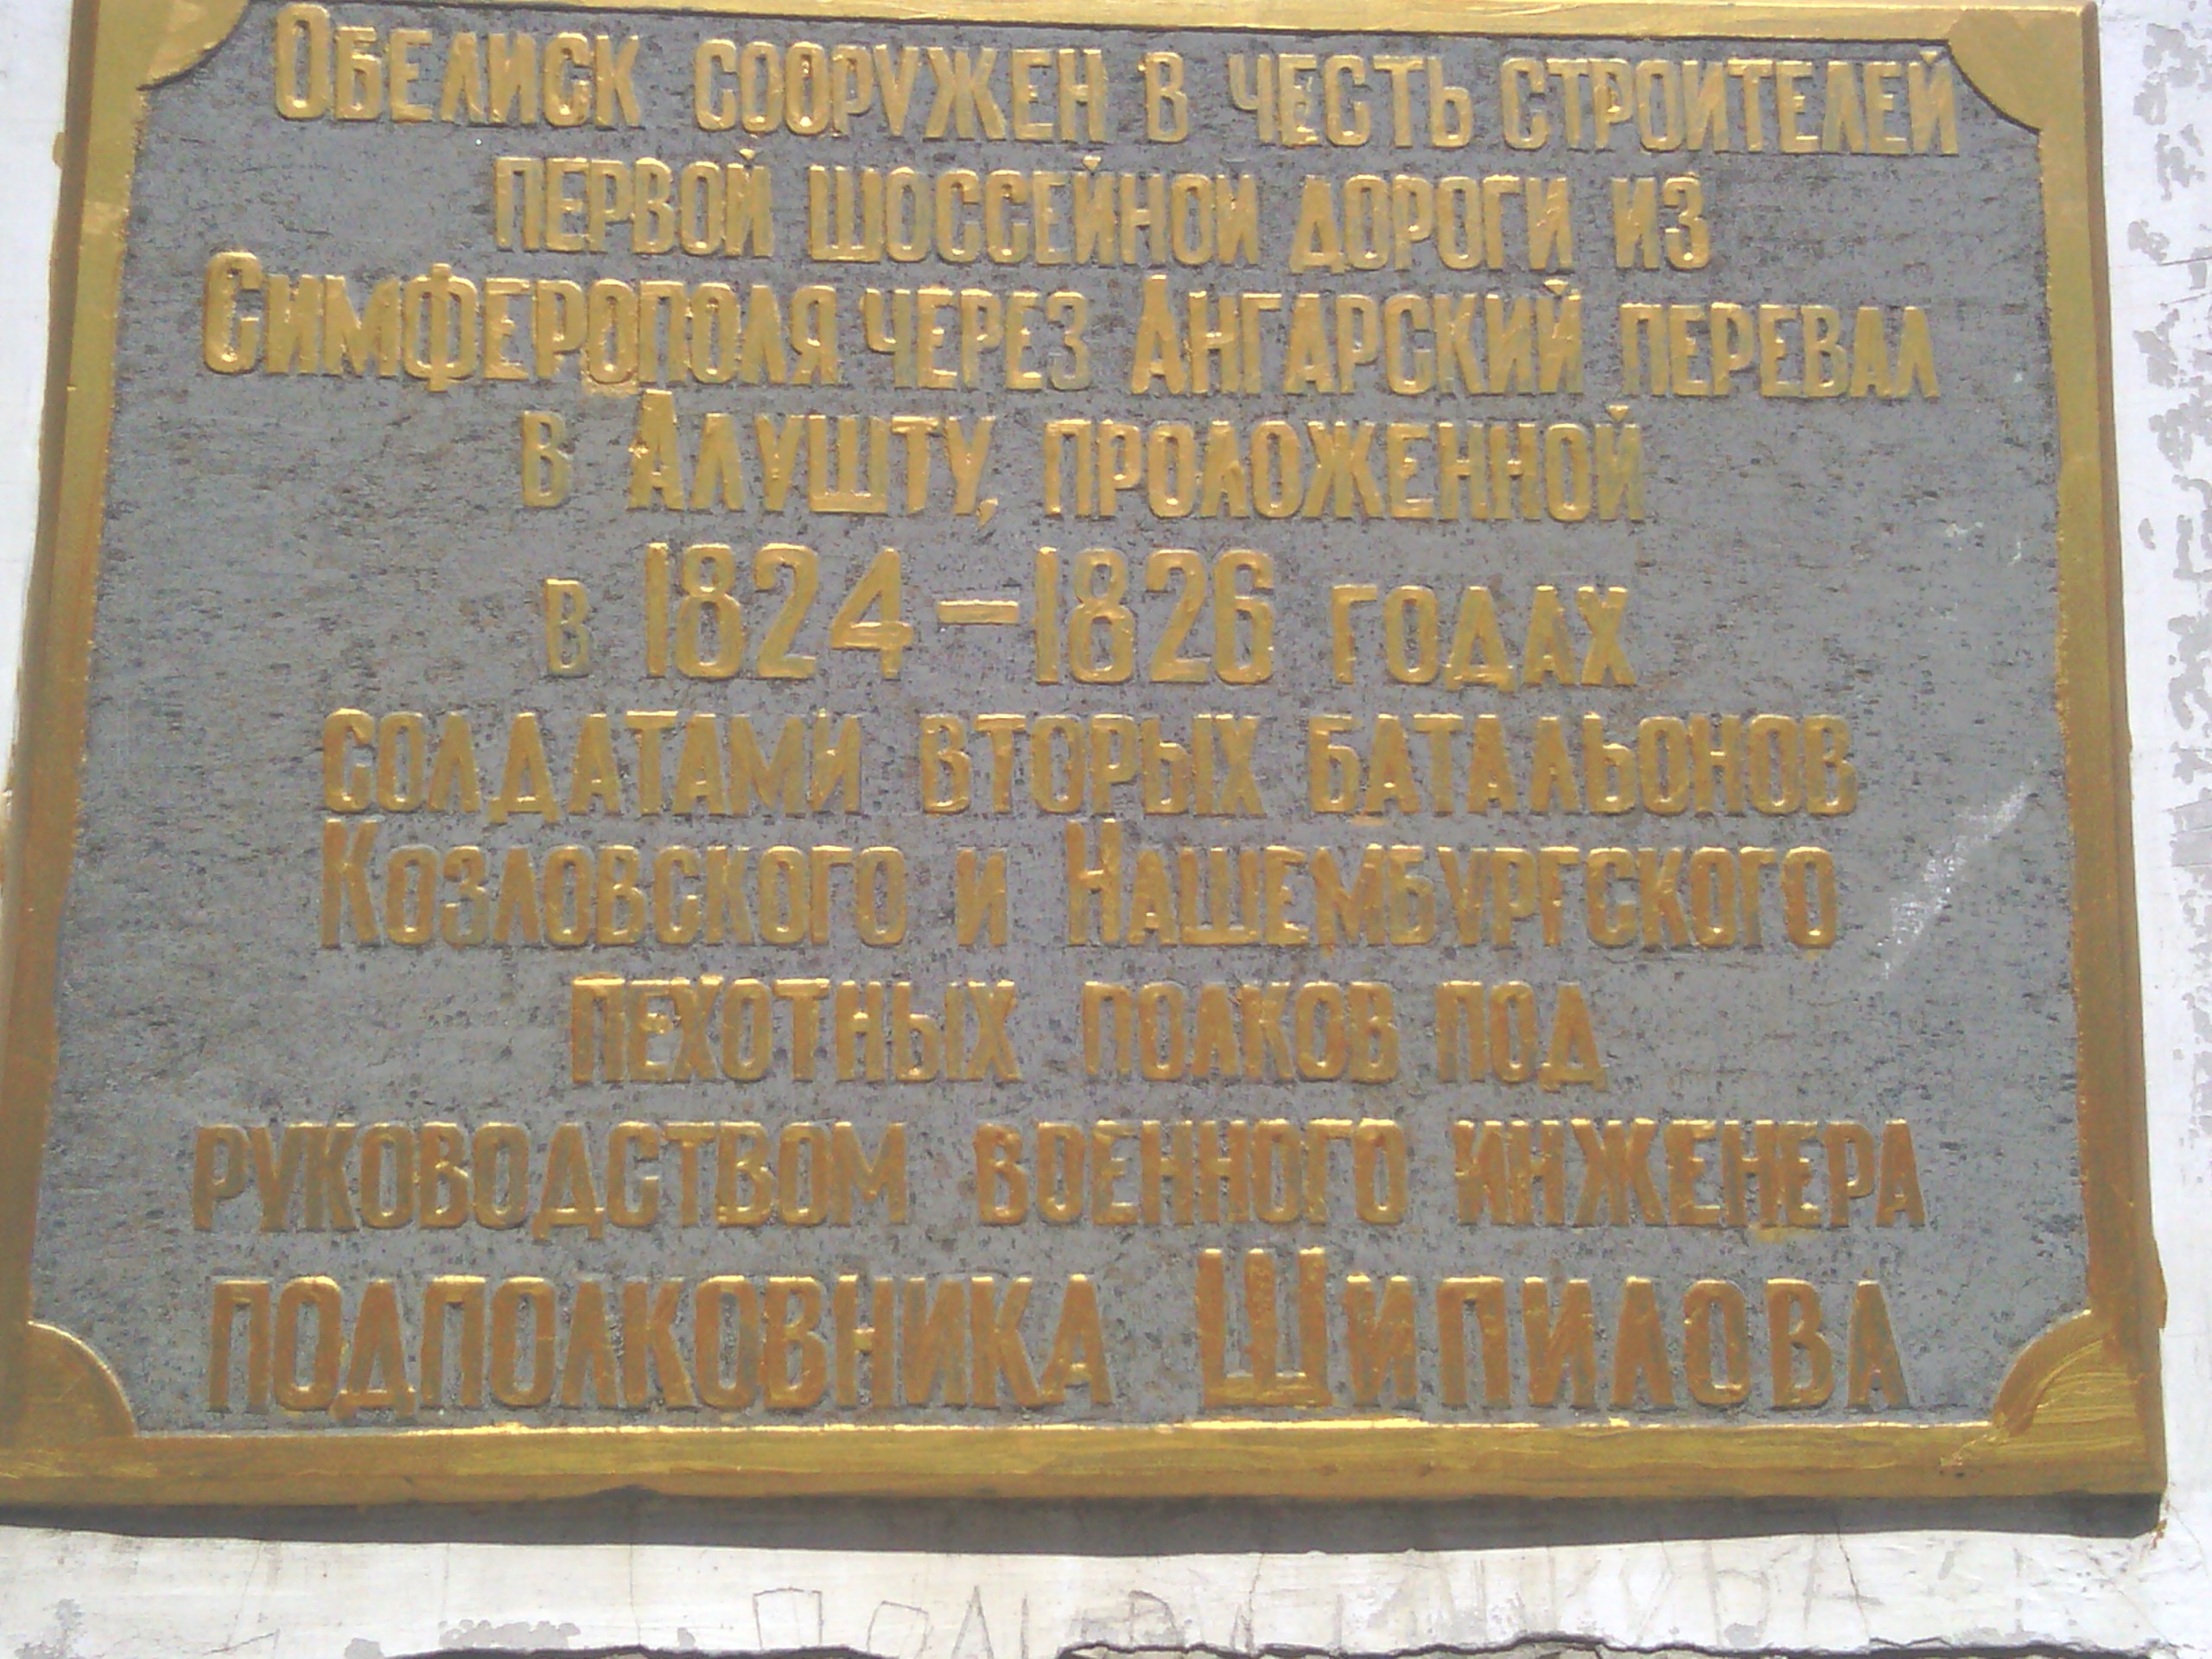 Обелиск сооружен в честь строителей
первой шоссейной дороги из
Симферополя через Ангарский перевал
в Алушту, проложенной
в 1824–1826 годах
солдатами вторых батальонов
Козловского и Нашембургского
пехотных полков под
руководством военного инженера
подполковника Шипилова